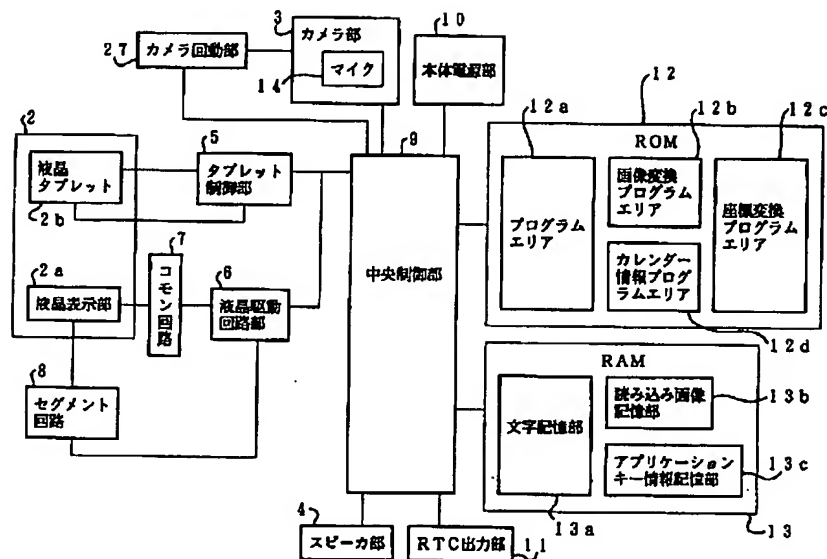 3
カメラ部
マイク
14
27
カメラ回動部
10
本体電源部
2
液晶
タブレット
2b
5
タブレット
制御部
7
コモン回路
2a
液晶表示部
6
液晶駆動
回路部
8
セグメント
回路
9
中央制御部
12
ROM
12a
プログラム
エリア
12b
画像変換
プログラム
エリア
12c
座標変換
プログラム
エリア
カレンダー
情報プログ
ラムエリア
12d
RAM
文字記憶部
13a
読み込み画像
記憶部
13b
アプリケーション
キー情報記憶部
13c
13
4
スピーカ部
RTC出力部
11